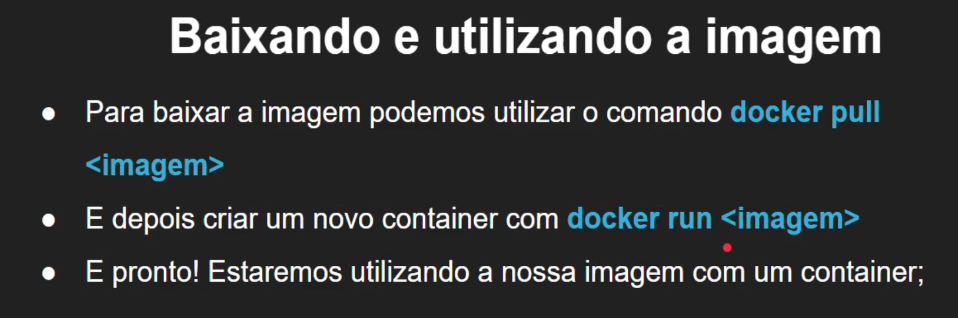 Baixando e utilizando a imagem
● Para baixar a imagem podemos utilizar o comando docker pull
<imagem>
● E depois criar um novo container com docker run <imagem>
● E pronto! Estaremos utilizando a nossa imagem com um container;